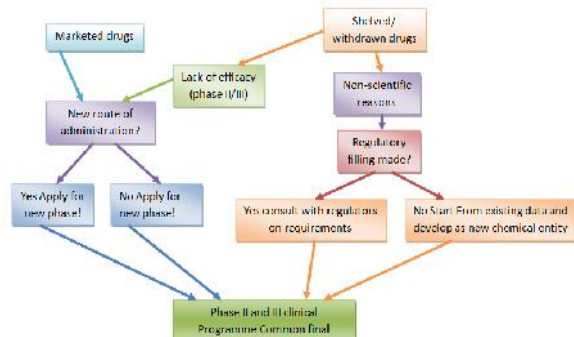 Marketed drugs
Shelved/
withdrawn drugs
Lack of efficacy
(phase II/III)
Non-scientific
reasons
New route of
administration?
Regulatory
filling made?
Yes Apply for
new phase!
No Apply for
new phase!
Yes consult with regulators
on requirements
No Start From existing data and
develop as new chemical entity
Phase II and III clinical
Programme Common final